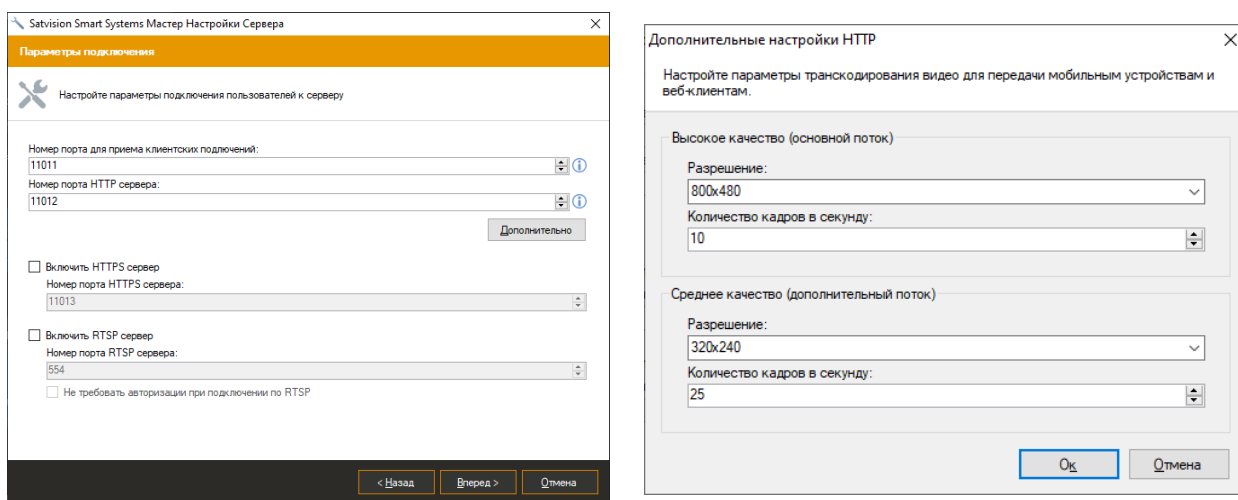 Satvision Smart Systems Мастер Настройки Сервера
Параметры подключения
Настройте параметры подключения пользователей к серверу
Номер порта для приема клиентских подлючений:
11011
Номер порта HTTP сервера:
11012
Дополнительно
Включить HTTPS сервер
Номер порта HTTPS сервера:
11013
Включить RTSP сервер
Номер порта RTSP сервера:
554
Не требовать авторизации при подключении по RTSP
< Назад
Вперед >
Отмена
Дополнительные настройки HTTP
Настройте параметры транскодирования видео для передачи мобильным устройствам и
веб-клиентам.
Высокое качество (основной поток)
Разрешение:
800x480
Количество кадров в секунду:
10
Среднее качество (дополнительный поток)
Разрешение:
320x240
Количество кадров в секунду:
25
Ок
Отмена